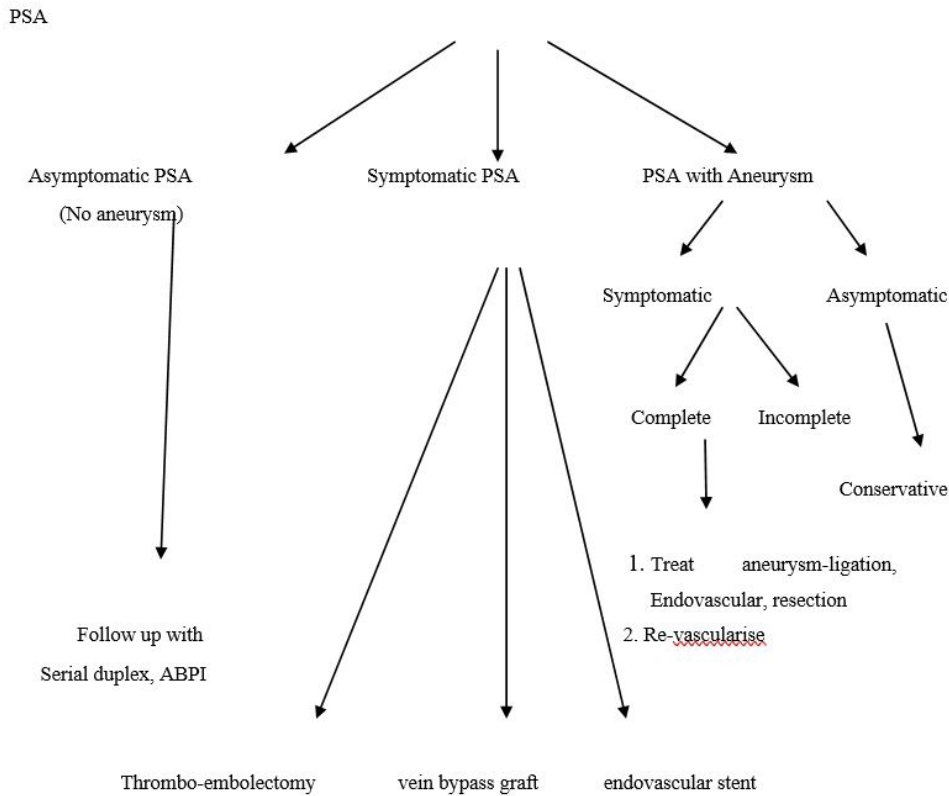 PSA
Asymptomatic PSA
(No aneurysm)
Symptomatic PSA
PSA with Aneurysm
Symptomatic
Asymptomatic
Complete
Incomplete
Conservative
1. Treat aneurysm-ligation,
Endovascular, resection
2. Re-vascularise
Follow up with
Serial duplex, ABPI
Thrombo-embolectomy
vein bypass graft
endovascular stent